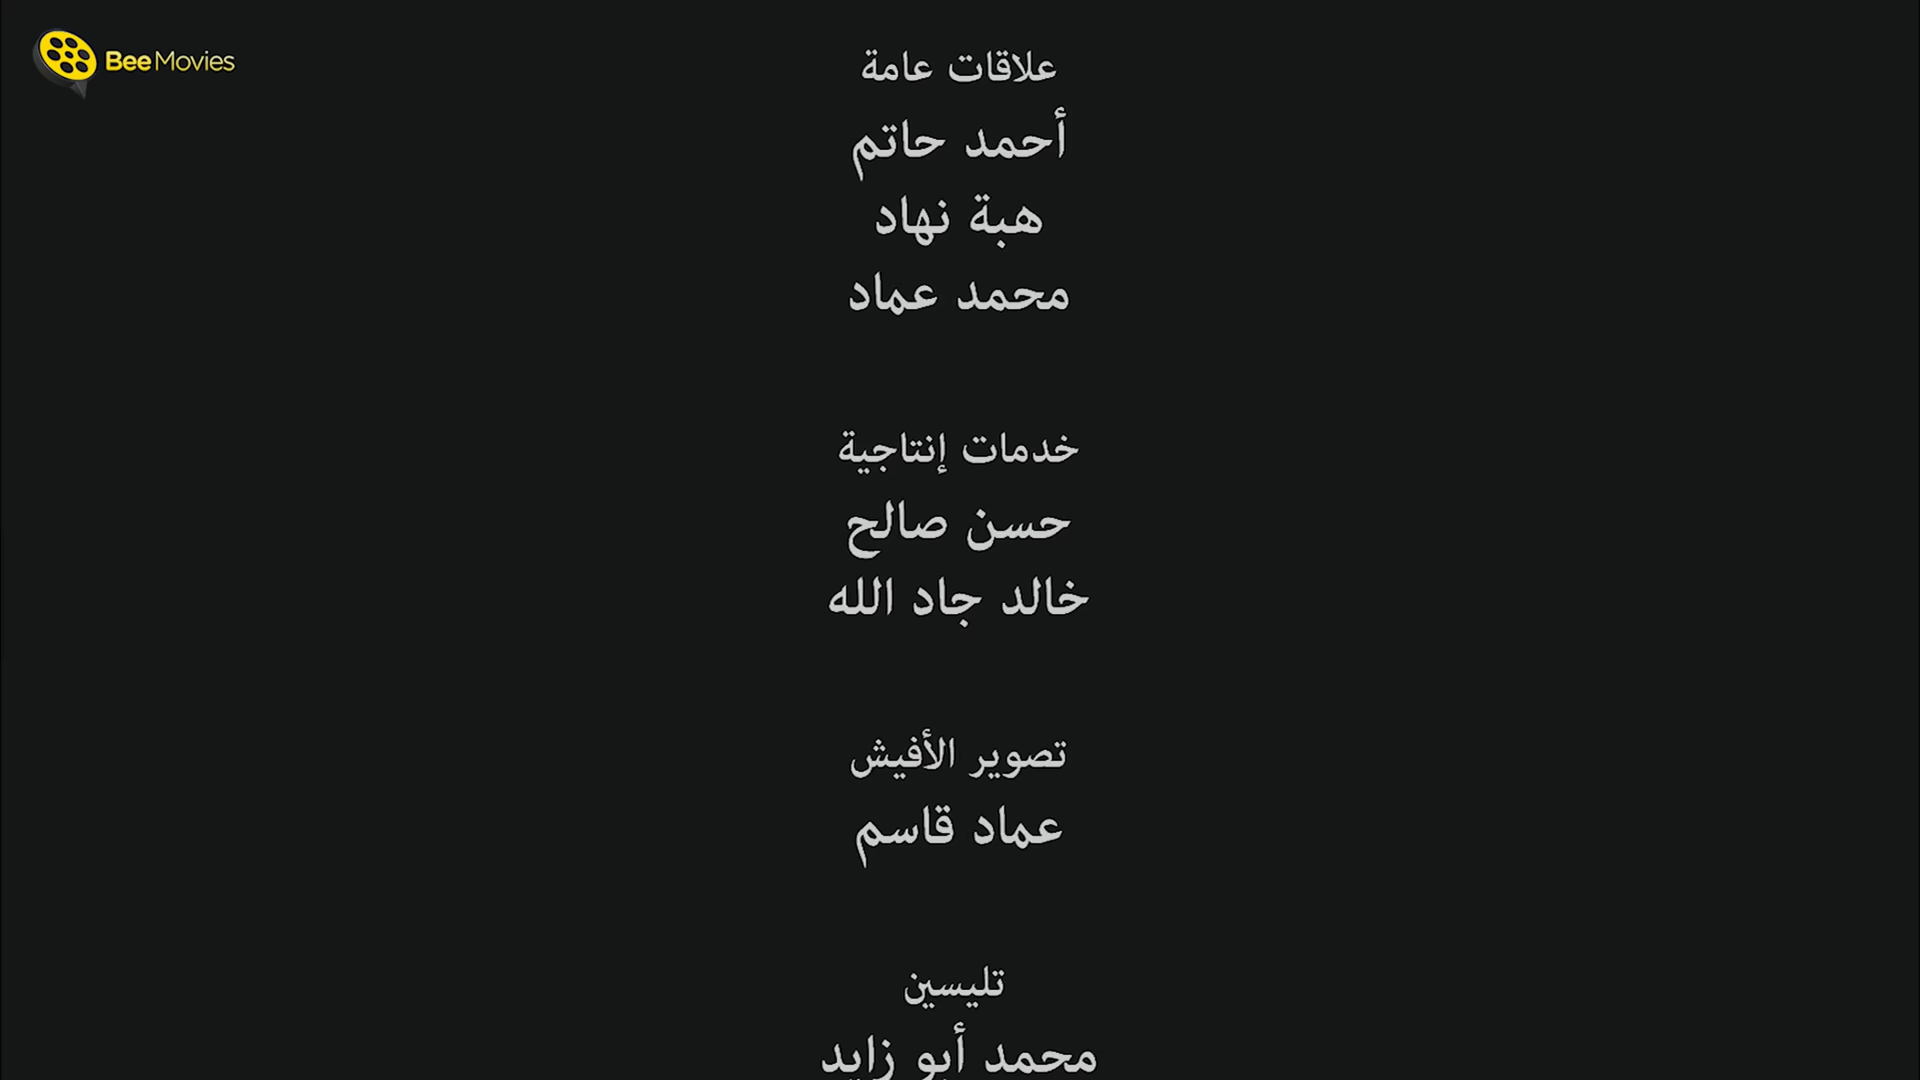 BeeMovies
علاقات عامة
أحمد حاتم
هبة نهاد
محمد عماد
خدمات إنتاجية
حسن صالح
خالد جاد الله
تصوير الأفيش
عماد قاسم
تليسين
محمد أبو زايد